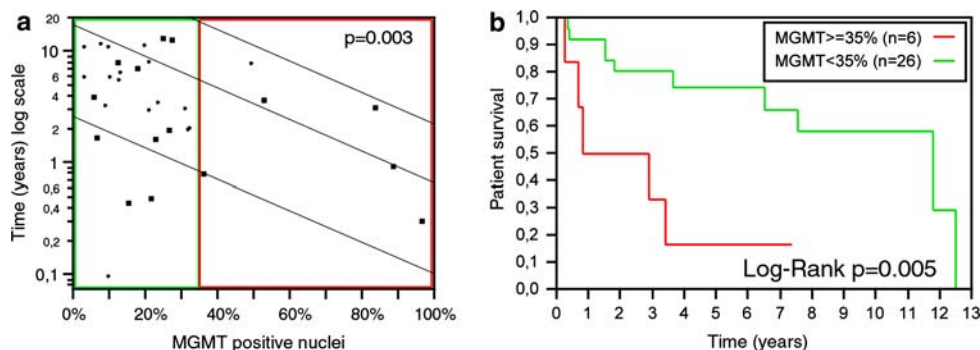 a
p=0.003
Time (years) log scale
20
10
6
4
2
1
0,6
0,4
0,2
0,1
0% 20% 40% 60% 80% 100%
MGMT positive nuclei
b
MGMT>=35% (n=6)
MGMT<35% (n=26)
Patient survival
1,0
0,9
0,8
0,7
0,6
0,5
0,4
0,3
0,2
0,1
0,0
Log-Rank p=0.005
0 1 2 3 4 5 6 7 8 9 10 11 12 13
Time (years)